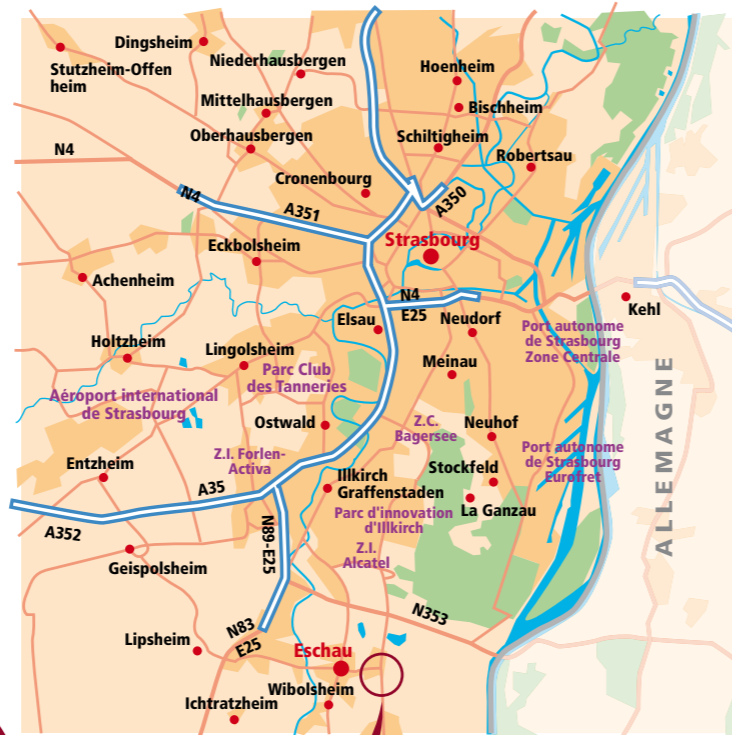 Dingsheim
Stutzheim-Offen
heim
Niederhausbergen
Hoenheim
Mittelhausbergen
Bischheim
Oberhausbergen
Schiltigheim
N4
Robertsau
Cronenbourg
N4
A351
A350
Strasbourg
Eckbolsheim
Achenheim
N4
E25
Kehl
Elsau
Neudorf
Port autonome
de Strasbourg
Zone Centrale
Holtzheim
Lingolsheim
Meinau
Parc Club
des Tanneries
Aéroport international
de Strasbourg
ALLEMAGNE
Ostwald
Z.C.
Bagersee
Neuhof
Z.I. Forlen-
Activa
Port autonome
de Strasbourg
Eurofret
Entzheim
Stockfeld
Illkirch
Graffenstaden
A35
La Ganzau
Parc d'innovation
d'Illkirch
A352
N89-E25
Z.I.
Alcatel
Geispolsheim
N353
N83
E25
Lipsheim
Eschau
Wibolsheim
Ichtratzheim